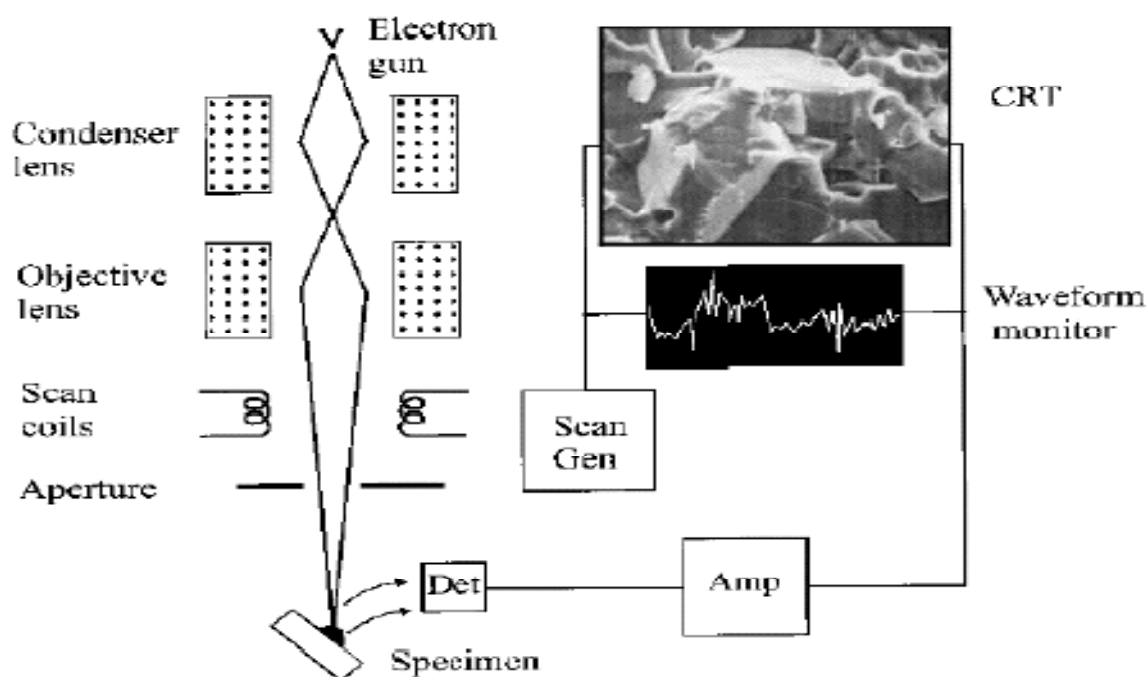 Electron
gun
Condenser
lens
CRT
Objective
lens
Waveform
monitor
Scan
coils
Scan
Gen
Aperture
Det
Amp
Specimen